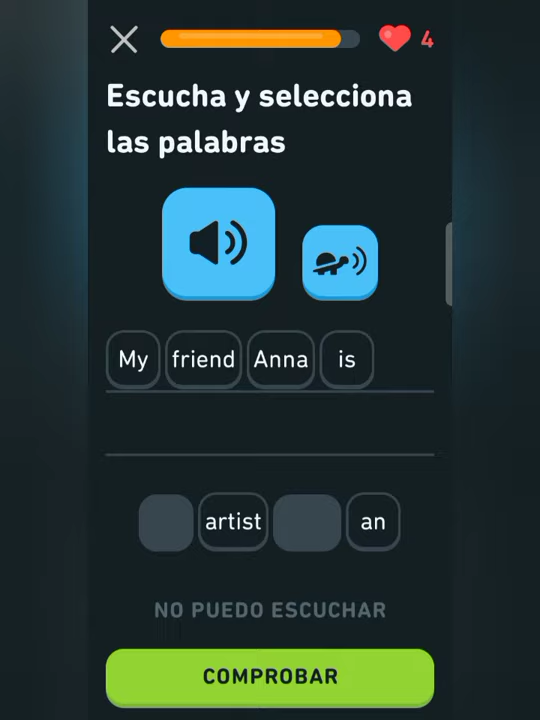 4
Escucha y selecciona
las palabras
My friend Anna is
artist an
NO PUEDO ESCUCHAR
COMPROBAR